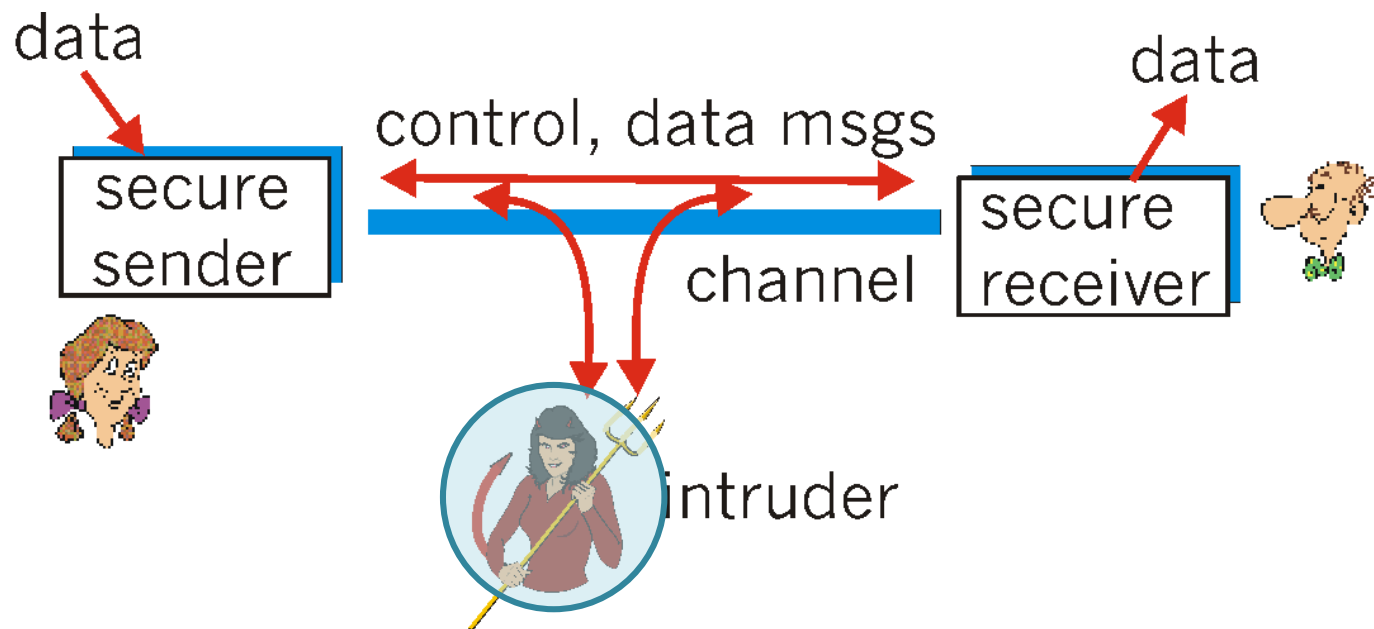 data
data
control, data msgs
secure
sender
secure
receiver
channel
intruder